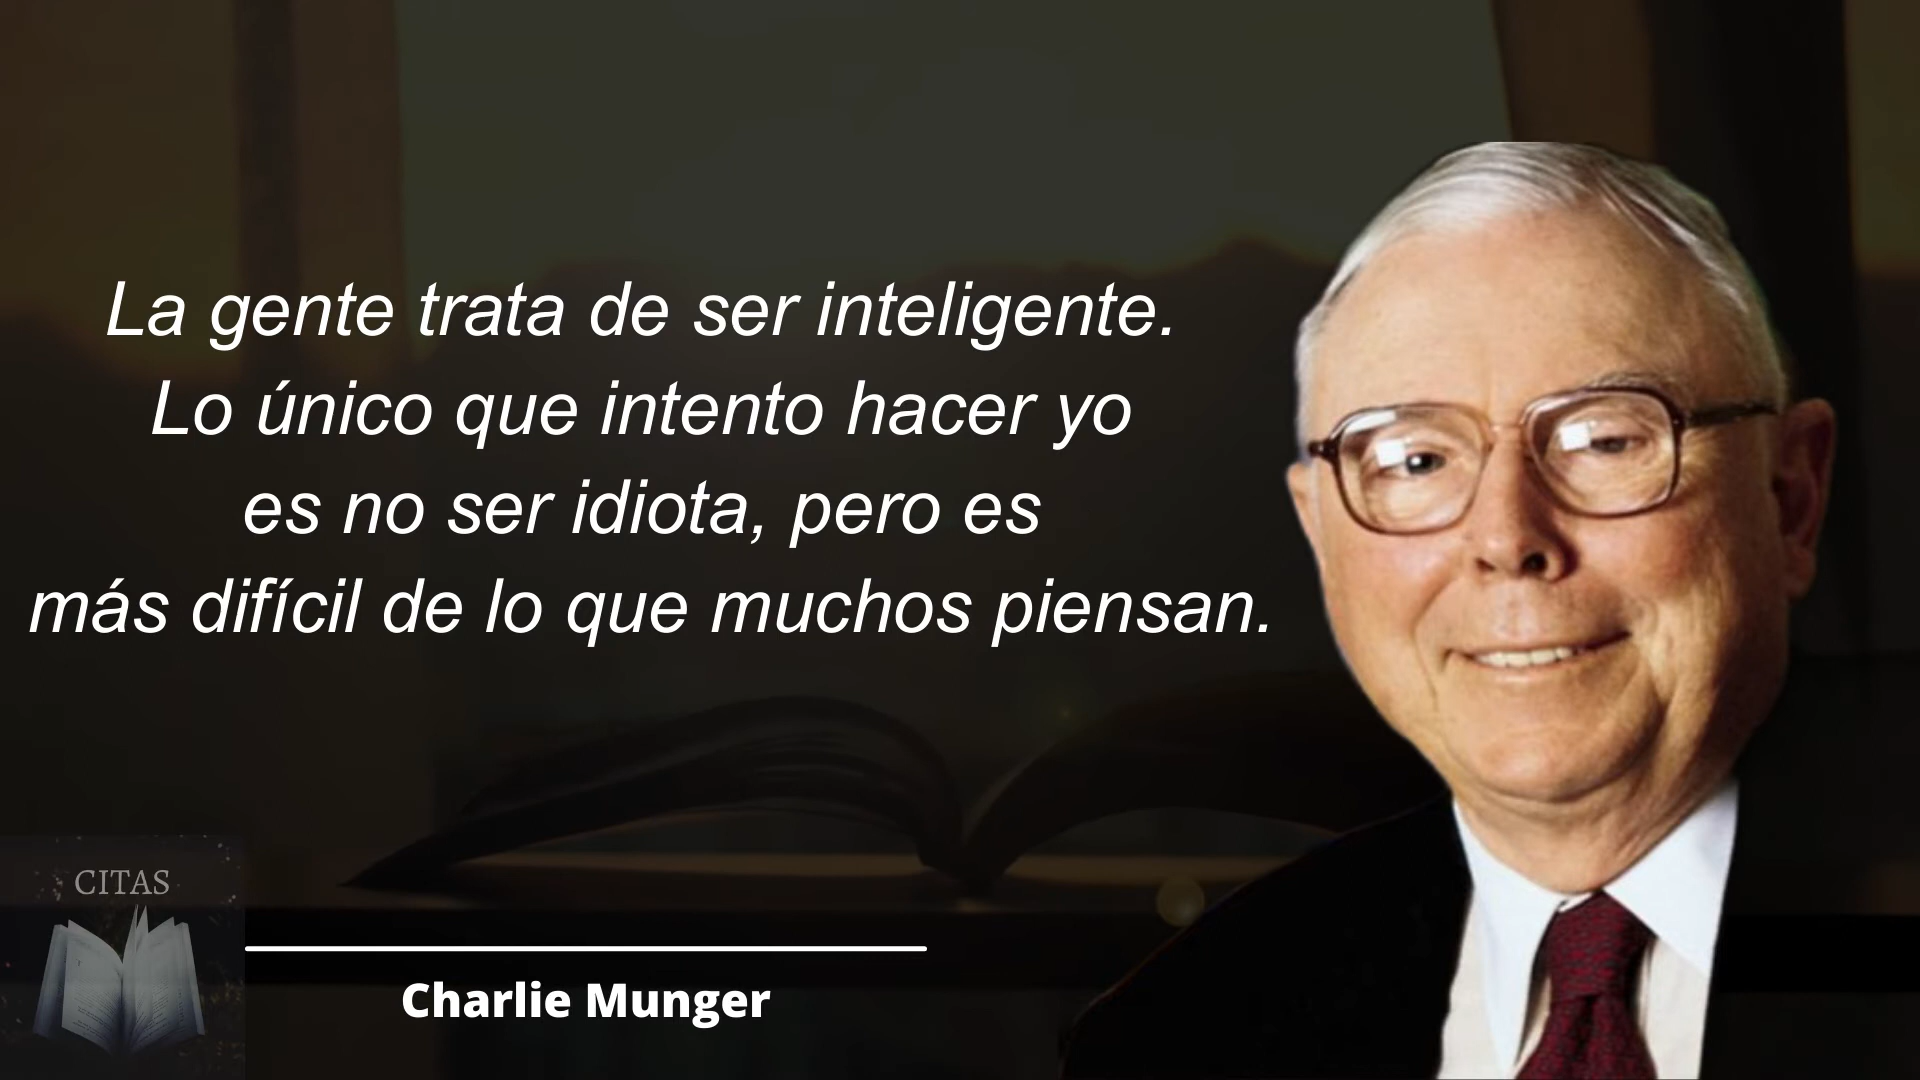 La gente trata de ser inteligente.
Lo único que intento hacer yo
es no ser idiota, pero es
más difícil de lo que muchos piensan.
CITAS
Charlie Munger